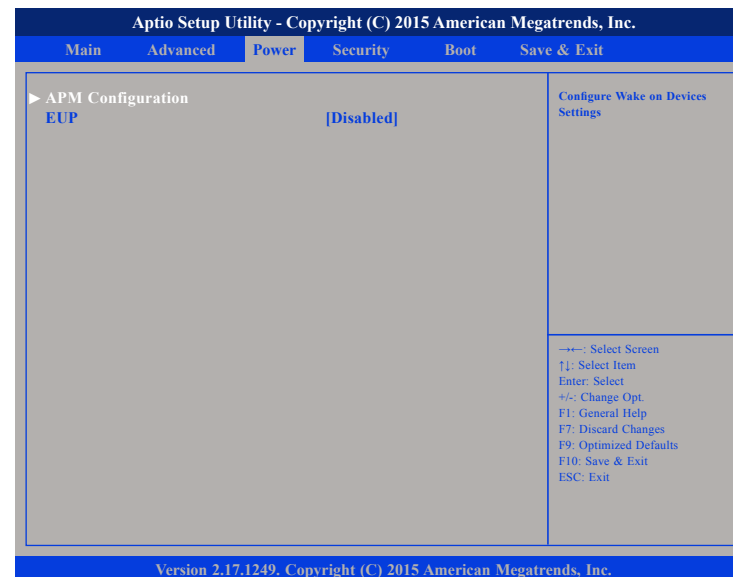 Aptio Setup Utility - Copyright (C) 2015 American Megatrends, Inc.
Main Advanced Power Security Boot Save & Exit
► APM Configuration
EUP [Disabled]
Configure Wake on Devices
Settings
→←: Select Screen
↑↓: Select Item
Enter: Select
+/-: Change Opt.
F1: General Help
F7: Discard Changes
F9: Optimized Defaults
F10: Save & Exit
ESC: Exit
Version 2.17.1249. Copyright (C) 2015 American Megatrends, Inc.